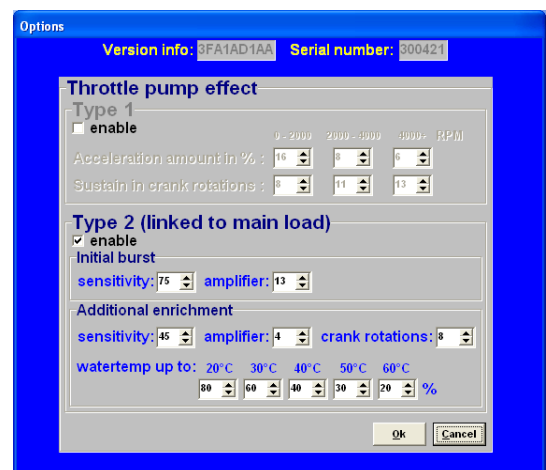 Options
Version info: 3FA1AD1AA Serial number: 300421
Throttle pump effect
Type 1
enable
0 - 2000 2000 - 4000 4000+ RPM
Acceleration amount in % : 16 8 6
Sustain in crank rotations : 8 11 13
Type 2 (linked to main load)
enable
Initial burst
sensitivity: 75 amplifier: 13
Additional enrichment
sensitivity: 45 amplifier: 4 crank rotations: 8
watertemp up to: 20°C 30°C 40°C 50°C 60°C
80 60 40 30 20 %
Ok Cancel